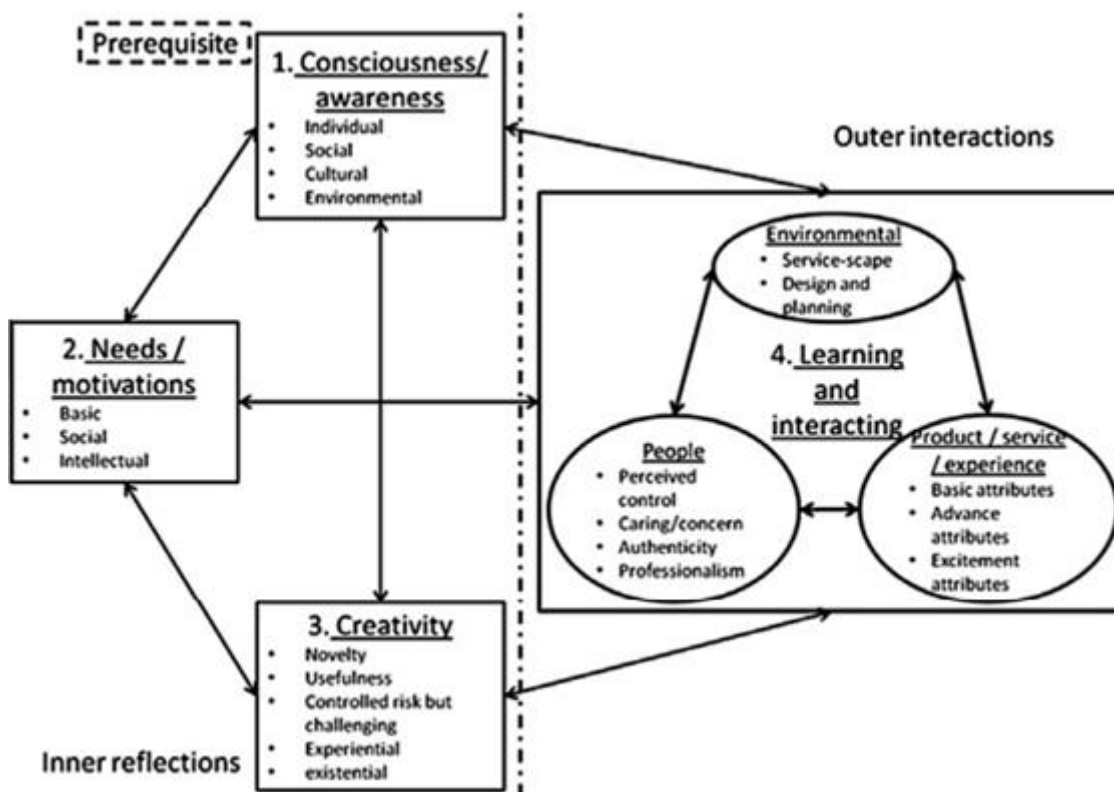 Prerequisite
1. Consciousness/
awareness
• Individual
• Social
• Cultural
• Environmental
Outer interactions
Environmental
• Service-scape
• Design and
planning
2. Needs /
motivations
• Basic
• Social
• Intellectual
4. Learning
and
interacting
People
• Perceived
control
• Caring/concern
• Authenticity
• Professionalism
Product / service
/ experience
• Basic attributes
• Advance
attributes
• Excitement
attributes
3. Creativity
• Novelty
• Usefulness
• Controlled risk but
challenging
• Experiential
• existential
Inner reflections